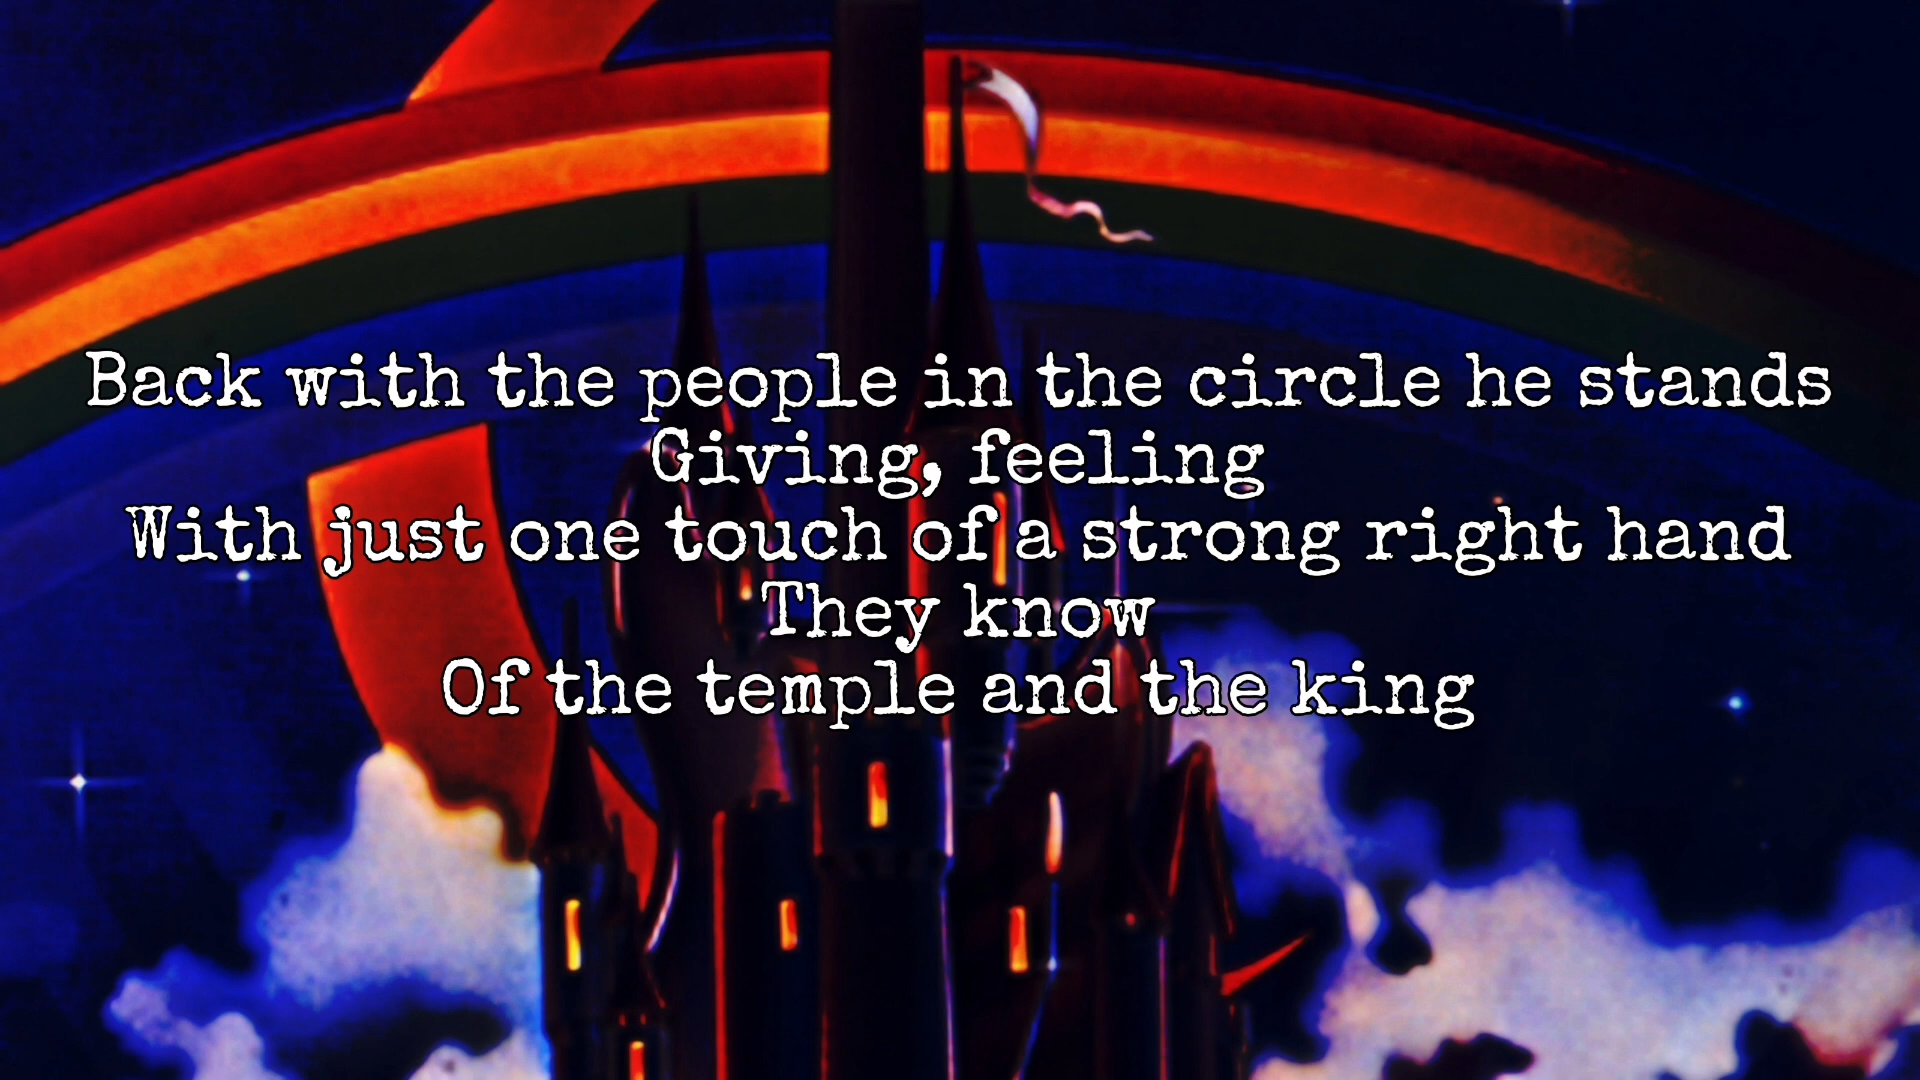 Back with the people in the circle he stands
Giving, feeling
With just one touch of a strong right hand
They know
Of the temple and the king